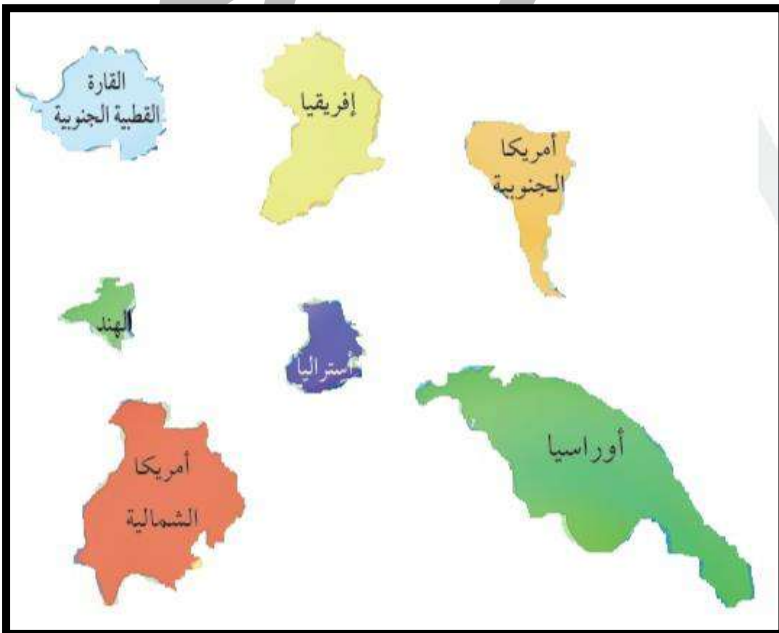 القارة
القطبية الجنوبية
إفريقيا
أمريكا
الجنوبية
الهند
أستراليا
أوراسيا
أمريكا
الشمالية